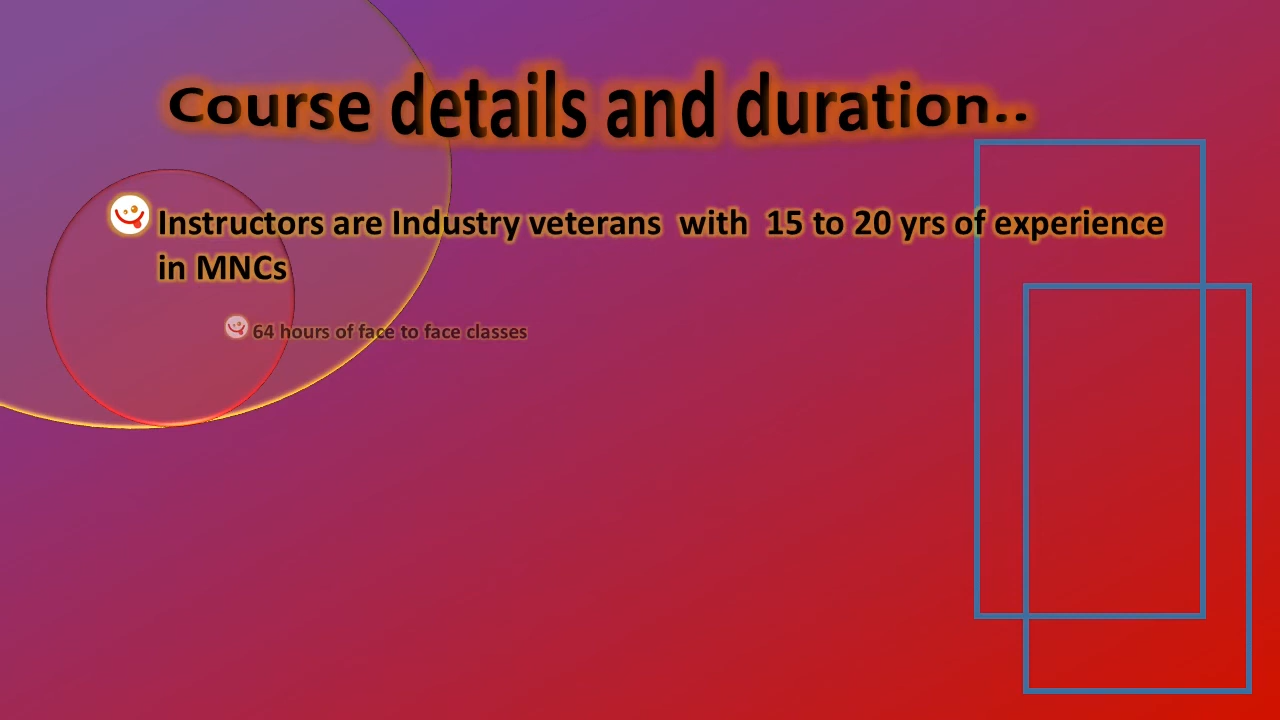 Course details and duration..
Instructors are Industry veterans with 15 to 20 yrs of experience
in MNCs
64 hours of face to face classes